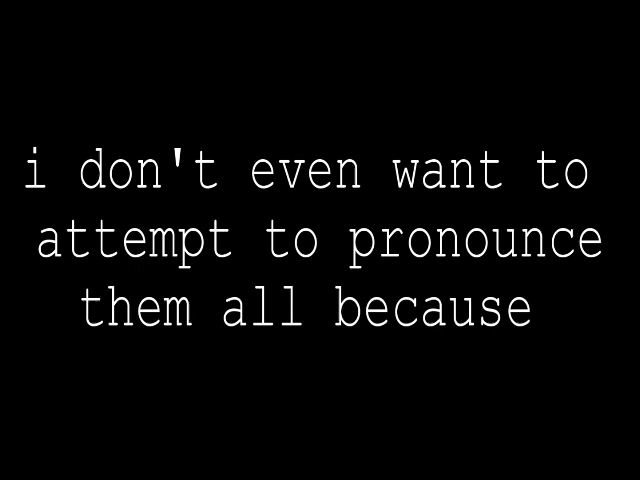 i don't even want to
attempt to pronounce
them all because